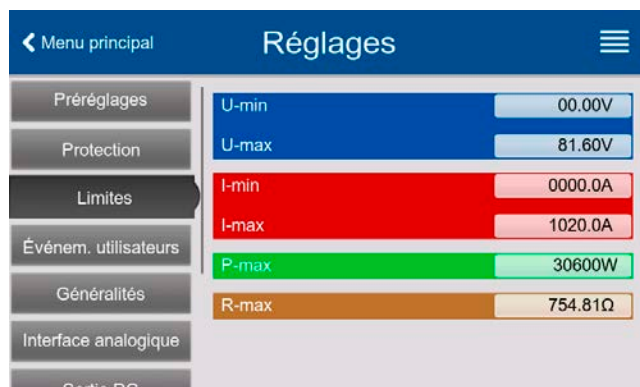 Menu principal
Réglages
Préréglages
Protection
Limites
Événem. utilisateurs
Généralités
Interface analogique
U-min 00.00V
U-max 81.60V
I-min 0000.0A
I-max 1020.0A
P-max 30600W
R-max 754.81Ω